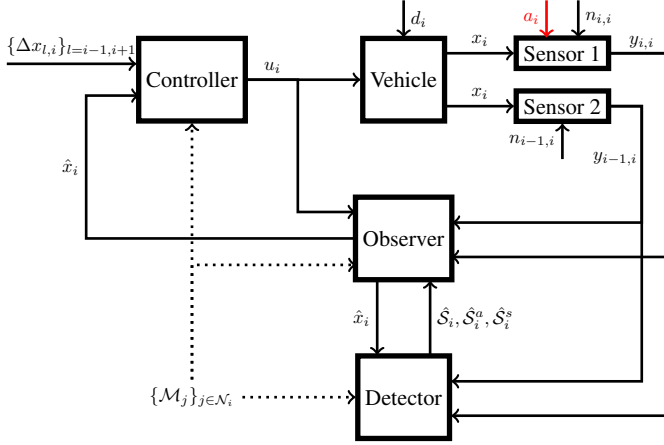 d_i
a_i
n_{i,i}
{Δx_{l,i}}_{l=i−1,i+1}
Controller
u_i
Vehicle
x_i
Sensor 1
y_{i,i}
x_i
Sensor 2
n_{i−1,i}
y_{i−1,i}
x̂_i
Observer
x̂_i
Ŝ_i, Ŝ_i^a, Ŝ_i^s
{M_j}_{j∈N_i}
Detector